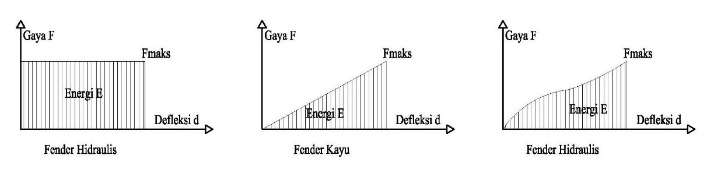 Gaya F
Fmaks
Energi E
Defleksi d
Fender Hidraulis
Gaya F
Fmaks
Energi E
Defleksi d
Fender Kayu
Gaya F
Fmaks
Energi E
Defleksi d
Fender Hidraulis